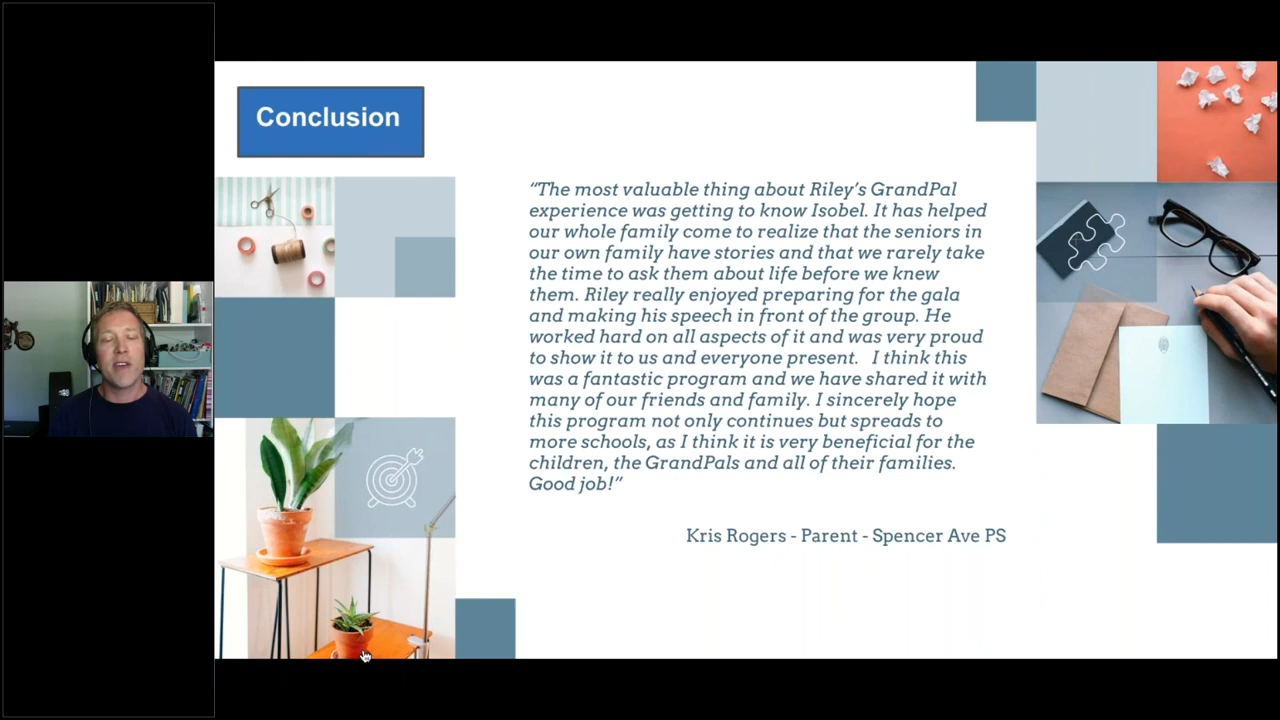 Conclusion
“The most valuable thing about Riley’s GrandPal
experience was getting to know Isobel. It has helped
our whole family come to realize that the seniors in
our own family have stories and that we rarely take
the time to ask them about life before we knew
them. Riley really enjoyed preparing for the gala
and making his speech in front of the group. He
worked hard on all aspects of it and was very proud
to show it to us and everyone present.   I think this
was a fantastic program and we have shared it with
many of our friends and family. I sincerely hope
this program not only continues but spreads to
more schools, as I think it is very beneficial for the
children, the GrandPals and all of their families.
Good job!”
Kris Rogers - Parent - Spencer Ave PS